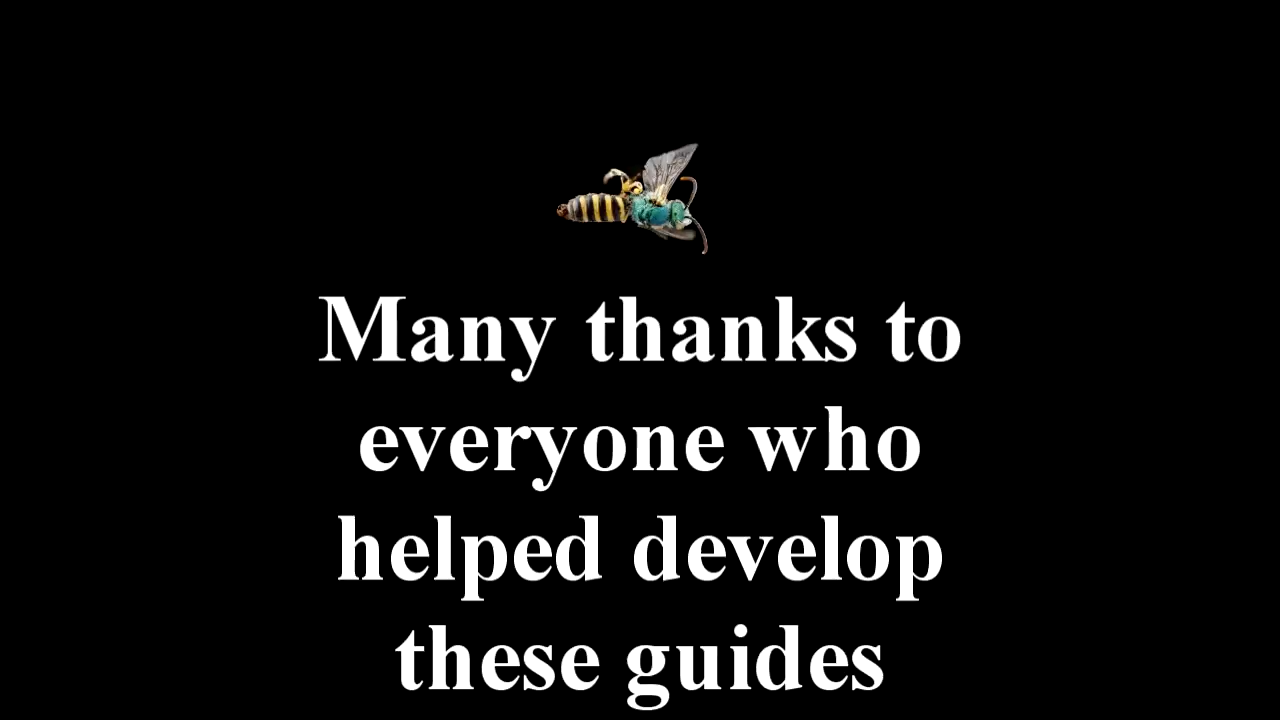 Many thanks to
everyone who
helped develop
these guides